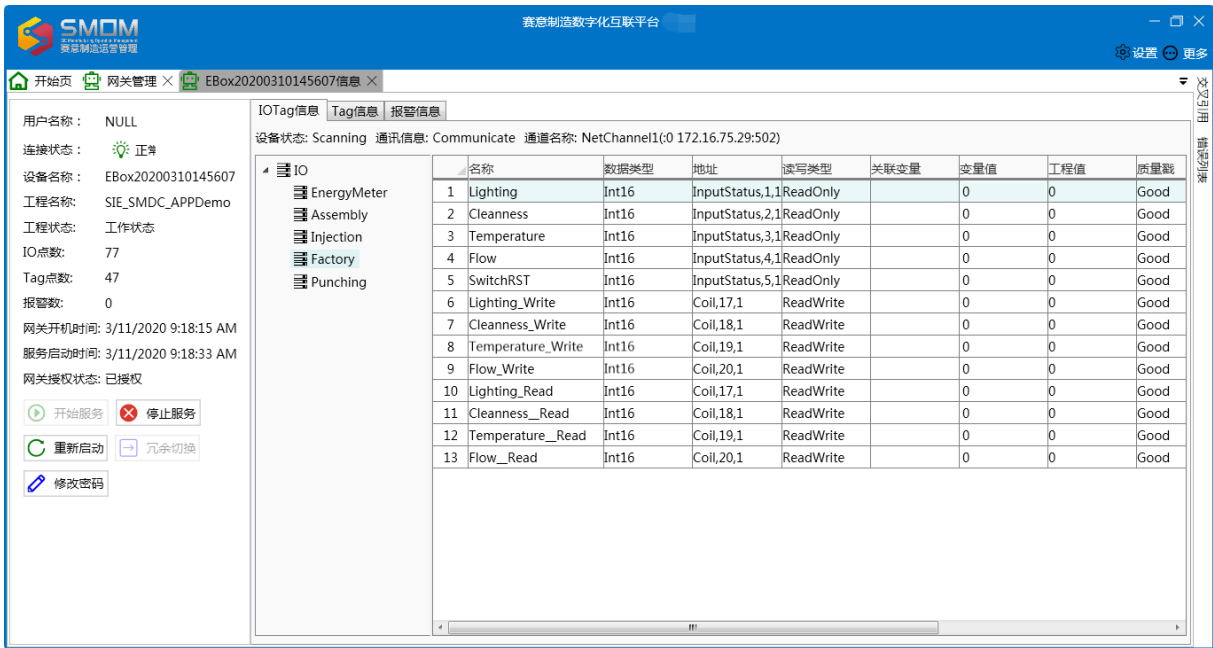 SMOM
赛意制造运营管理
赛意制造数字化互联平台
设置 更多
开始页 网关管理 EBox20200310145607信息
用户名称： NULL
连接状态： 正常
设备名称： EBox20200310145607
工程名称: SIE_SMDC_APPDemo
工程状态: 工作状态
IO点数: 77
Tag点数: 47
报警数: 0
网关开机时间: 3/11/2020 9:18:15 AM
服务启动时间: 3/11/2020 9:18:33 AM
网关授权状态: 已授权
开始服务 停止服务
重新启动 冗余切换
修改密码
IOTag信息 Tag信息 报警信息
设备状态: Scanning 通讯信息: Communicate 通道名称: NetChannel1(:0 172.16.75.29:502)
IO
EnergyMeter
Assembly
Injection
Factory
Punching
名称 数据类型 地址 读写类型 关联变量 变量值 工程值 质量戳
1 Lighting Int16 InputStatus,1,1 ReadOnly 0 0 Good
2 Cleanness Int16 InputStatus,2,1 ReadOnly 0 0 Good
3 Temperature Int16 InputStatus,3,1 ReadOnly 0 0 Good
4 Flow Int16 InputStatus,4,1 ReadOnly 0 0 Good
5 SwitchRST Int16 InputStatus,5,1 ReadOnly 0 0 Good
6 Lighting_Write Int16 Coil,17,1 ReadWrite 0 0 Good
7 Cleanness_Write Int16 Coil,18,1 ReadWrite 0 0 Good
8 Temperature_Write Int16 Coil,19,1 ReadWrite 0 0 Good
9 Flow_Write Int16 Coil,20,1 ReadWrite 0 0 Good
10 Lighting_Read Int16 Coil,17,1 ReadWrite 0 0 Good
11 Cleanness__Read Int16 Coil,18,1 ReadWrite 0 0 Good
12 Temperature__Read Int16 Coil,19,1 ReadWrite 0 0 Good
13 Flow__Read Int16 Coil,20,1 ReadWrite 0 0 Good
交叉引用
错误列表